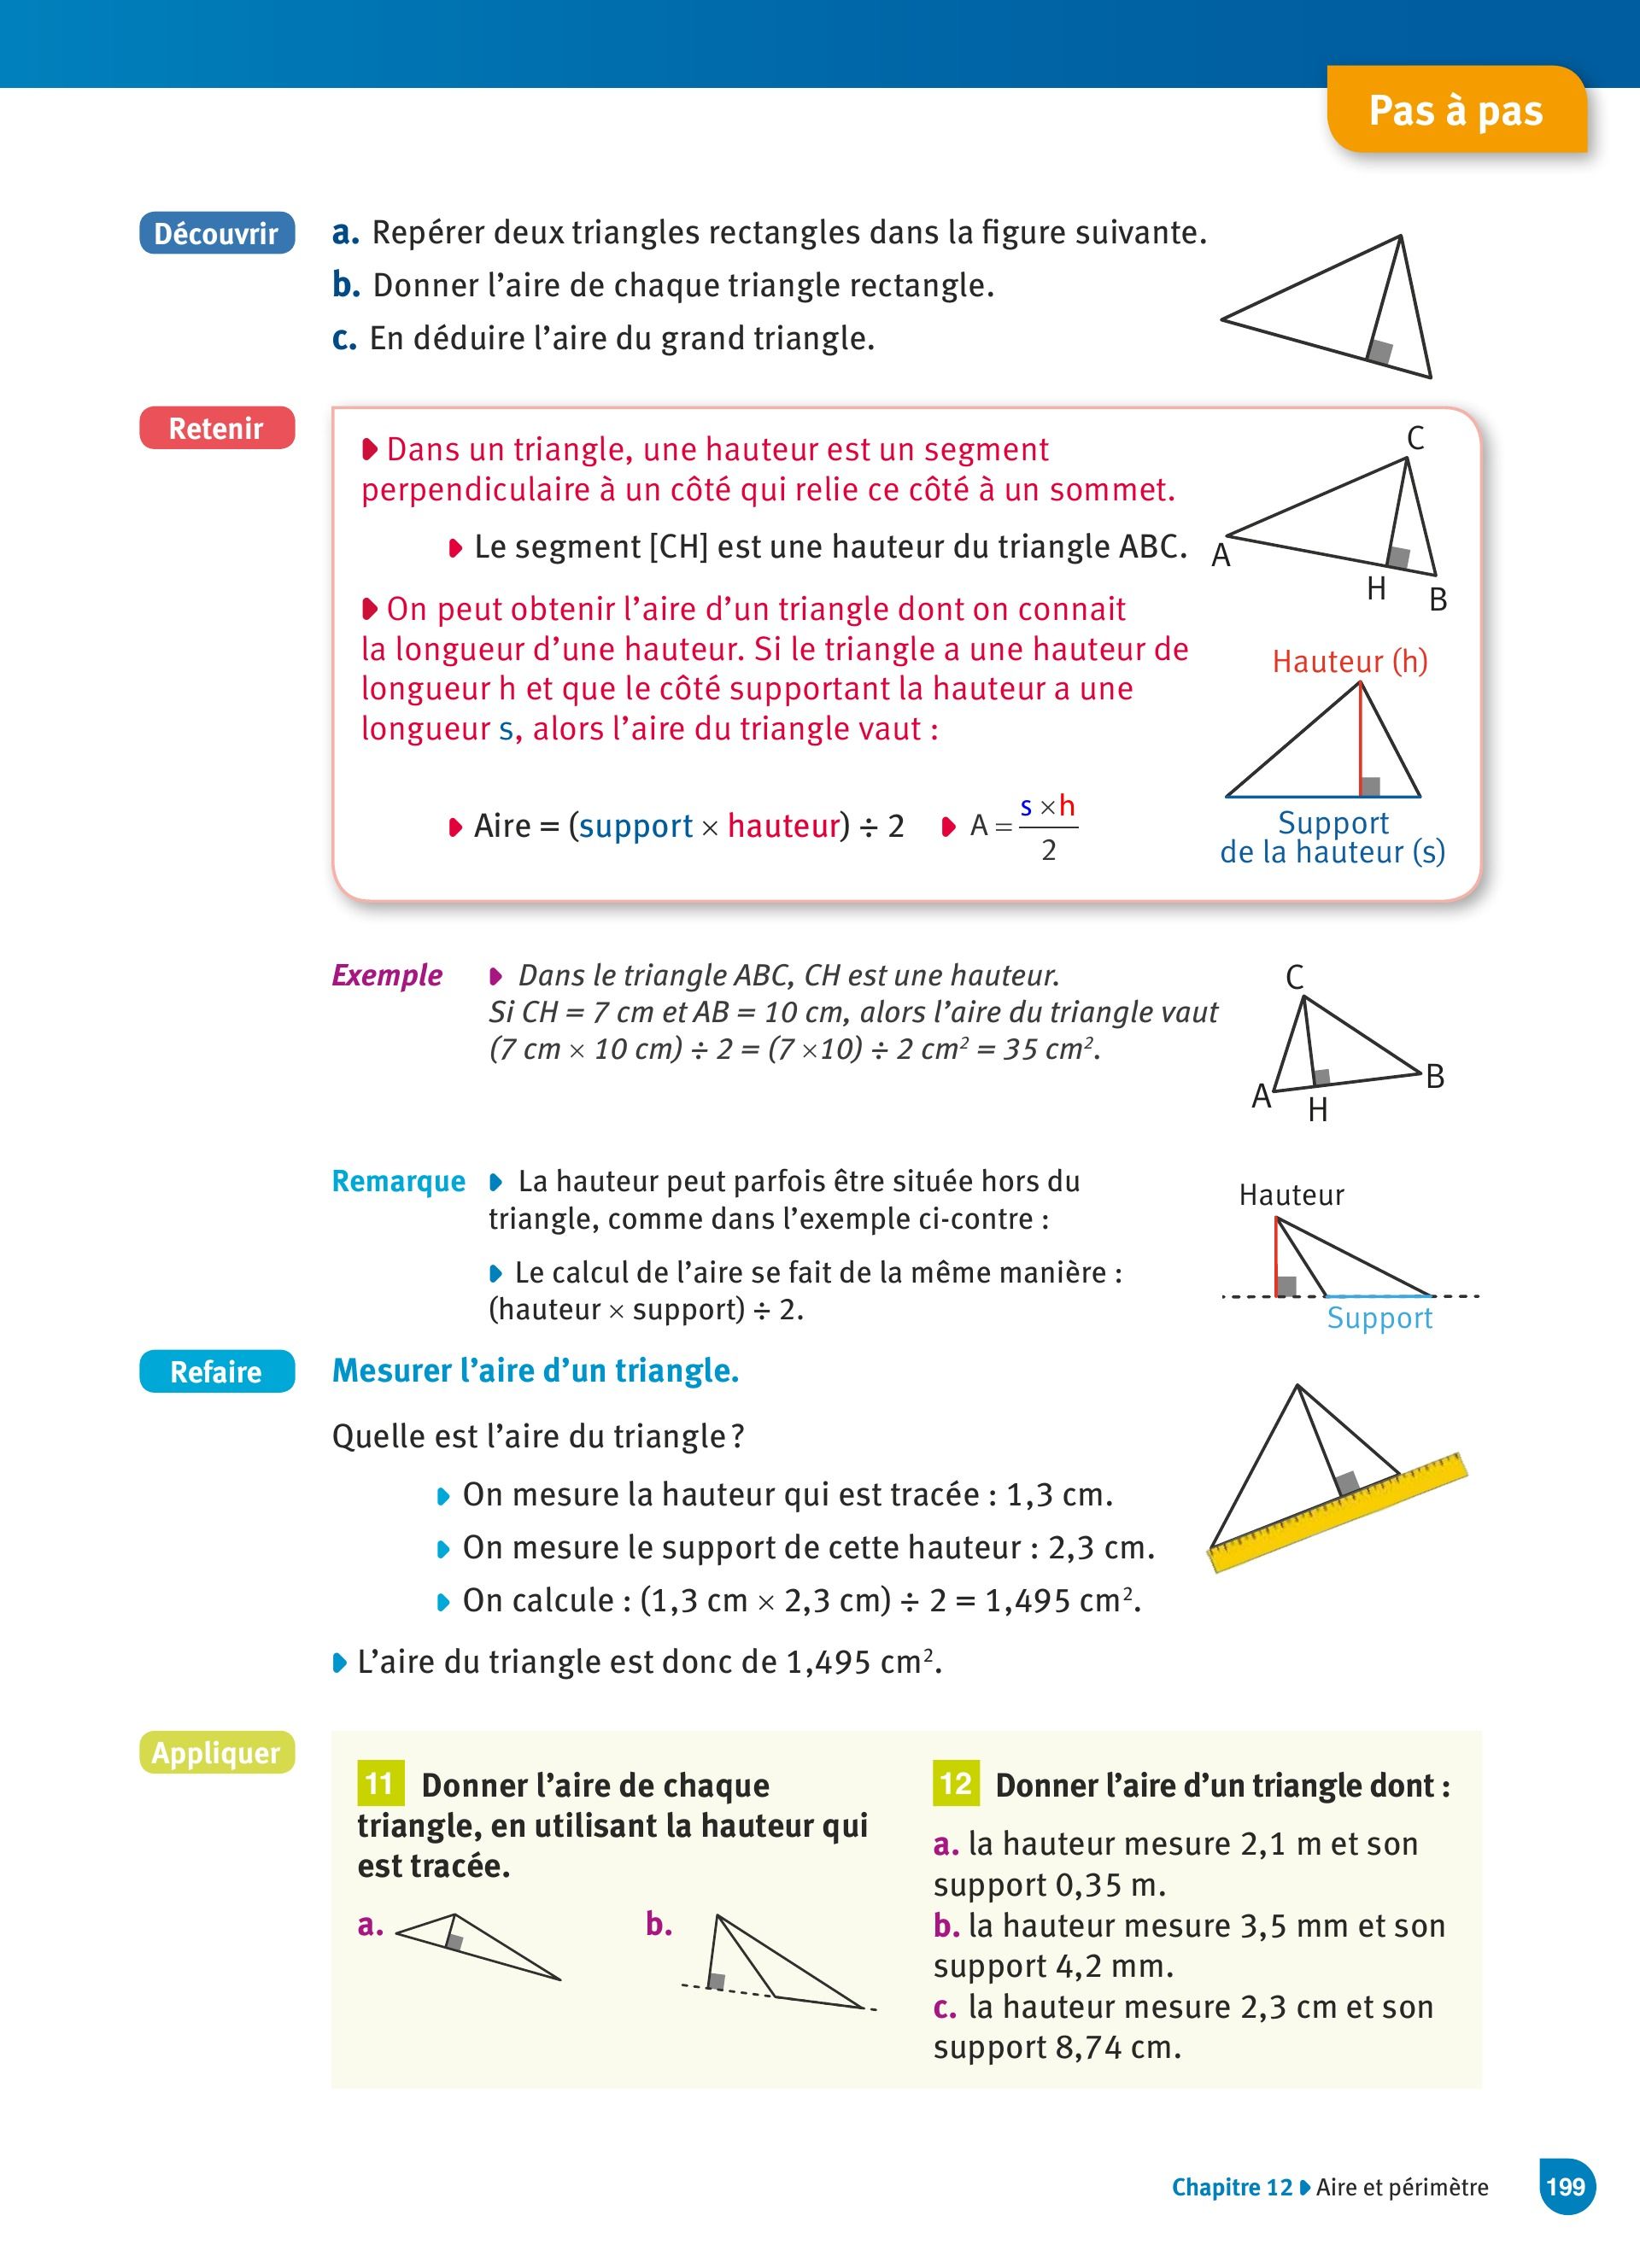 Pas à pas
Découvrir
a. Repérer deux triangles rectangles dans la figure suivante.
b. Donner l’aire de chaque triangle rectangle.
c. En déduire l’aire du grand triangle.
Retenir
Dans un triangle, une hauteur est un segment
perpendiculaire à un côté qui relie ce côté à un sommet.
Le segment [CH] est une hauteur du triangle ABC.
C
A
H
B
On peut obtenir l’aire d’un triangle dont on connait
la longueur d’une hauteur. Si le triangle a une hauteur de
longueur h et que le côté supportant la hauteur a une
longueur s, alors l’aire du triangle vaut :
Aire = (support × hauteur) ÷ 2
A = s × h / 2
Hauteur (h)
Support
de la hauteur (s)
Exemple Dans le triangle ABC, CH est une hauteur.
Si CH = 7 cm et AB = 10 cm, alors l’aire du triangle vaut
(7 cm × 10 cm) ÷ 2 = (7 ×10) ÷ 2 cm² = 35 cm².
C
B
A
H
Remarque La hauteur peut parfois être située hors du
triangle, comme dans l’exemple ci-contre :
Le calcul de l’aire se fait de la même manière :
(hauteur × support) ÷ 2.
Hauteur
Support
Refaire
Mesurer l’aire d’un triangle.
Quelle est l’aire du triangle ?
On mesure la hauteur qui est tracée : 1,3 cm.
On mesure le support de cette hauteur : 2,3 cm.
On calcule : (1,3 cm × 2,3 cm) ÷ 2 = 1,495 cm².
L’aire du triangle est donc de 1,495 cm².
Appliquer
11 Donner l’aire de chaque
triangle, en utilisant la hauteur qui
est tracée.
a.
b.
12 Donner l’aire d’un triangle dont :
a. la hauteur mesure 2,1 m et son
support 0,35 m.
b. la hauteur mesure 3,5 mm et son
support 4,2 mm.
c. la hauteur mesure 2,3 cm et son
support 8,74 cm.
Chapitre 12 Aire et périmètre
199